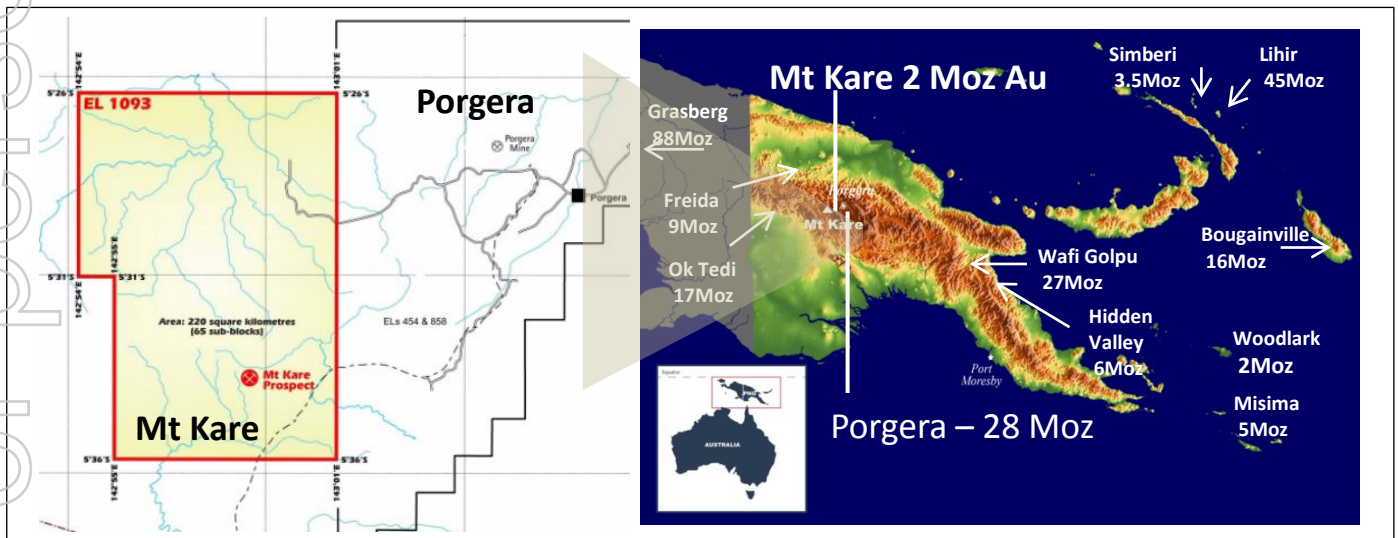 142°54'E
143°01'E
5°26'S
EL 1093
5°26'S
Porgera
Porgera
Mine
Porgera
5°31'S
142°55'E
5°31'S
142°54'E
Area: 220 square kilometres
(65 sub-blocks)
ELs 454 & 858
Mt Kare
Prospect
Mt Kare
5°36'S
5°36'S
142°55'E
143°01'E
Mt Kare 2 Moz Au
Simberi
3.5Moz
Lihir
45Moz
Grasberg
88Moz
Freida
9Moz
Porgera
Mt Kare
Ok Tedi
17Moz
Wafi Golpu
27Moz
Bougainville
16Moz
Hidden
Valley
6Moz
Port
Moresby
Woodlark
2Moz
Misima
5Moz
Porgera – 28 Moz
Equator
PNG
AUSTRALIA